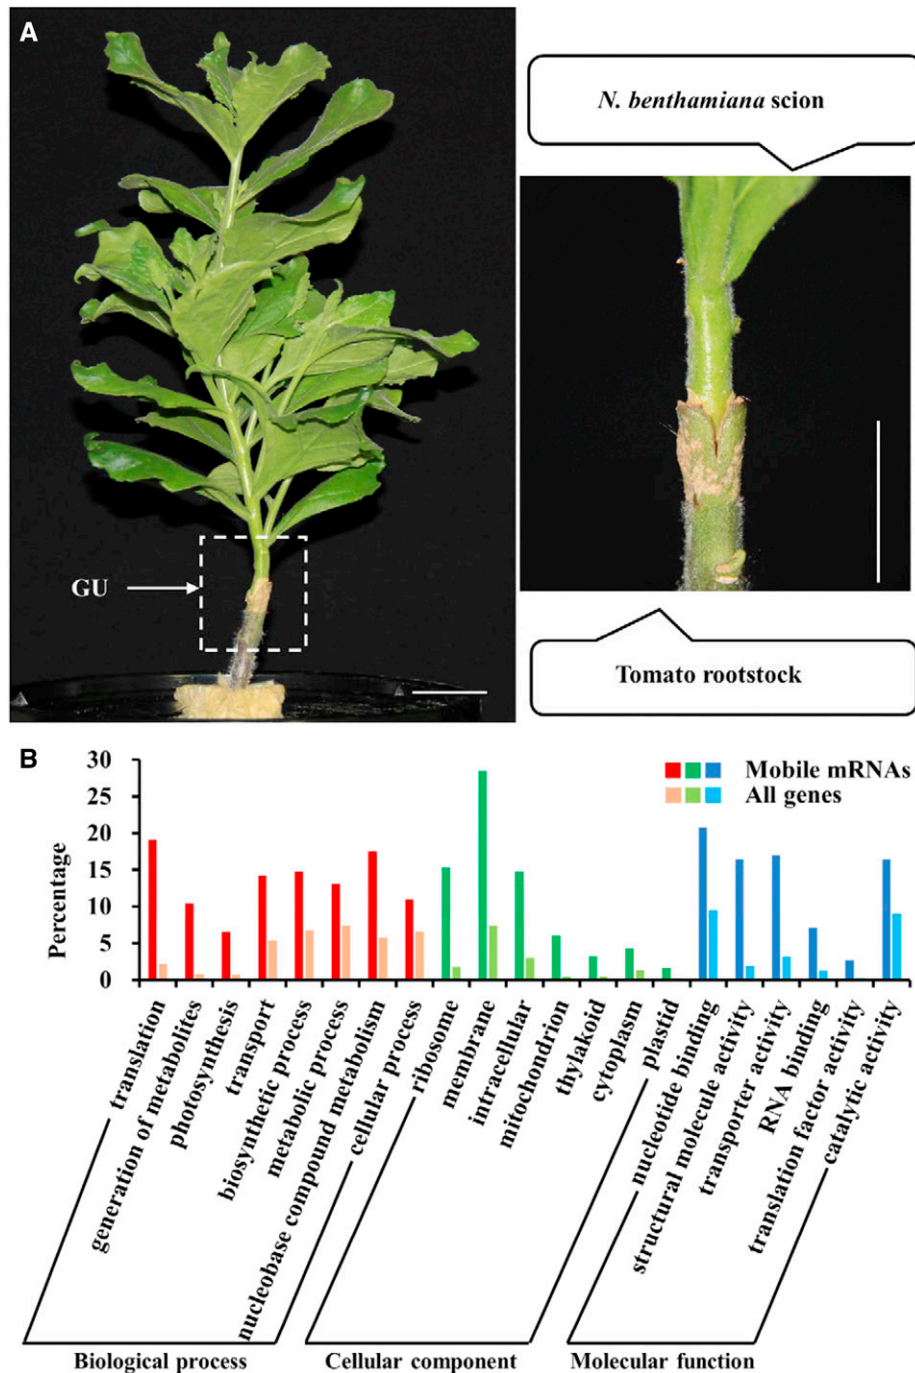 A
N. benthamiana scion
GU
Tomato rootstock
B
30
25
20
15
10
5
0
Percentage
Mobile mRNAs
All genes
translation
generation of metabolites
photosynthesis
transport
biosynthetic process
metabolic process
nucleobase compound metabolism
cellular process
ribosome
membrane
intracellular
mitochondrion
thylakoid
cytoplasm
plastid
nucleotide binding
structural molecule activity
transporter activity
RNA binding
translation factor activity
catalytic activity
Biological process
Cellular component
Molecular function